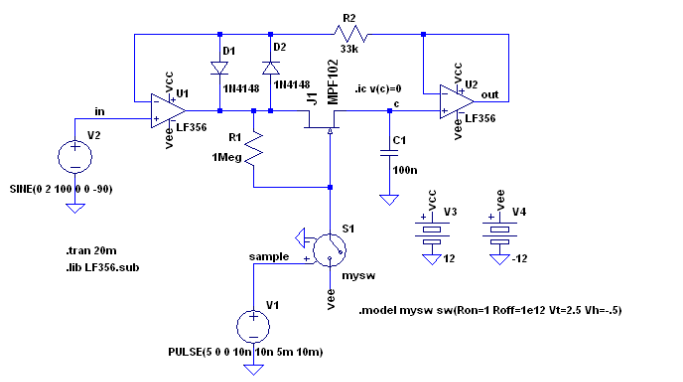 R2
33k
D1
D2
1N4148
1N4148
J1
MPF102
.ic v(c)=0
vcc
U1
LF356
vee
in
V2
SINE(0 2 100 0 0 -90)
R1
1Meg
c
C1
100n
vcc
U2
out
LF356
vee
.tran 20m
.lib LF356.sub
S1
sample
mysw
vee
V1
PULSE(5 0 0 10n 10n 5m 10m)
vcc
V3
12
vee
V4
-12
.model mysw sw(Ron=1 Roff=1e12 Vt=2.5 Vh=-.5)